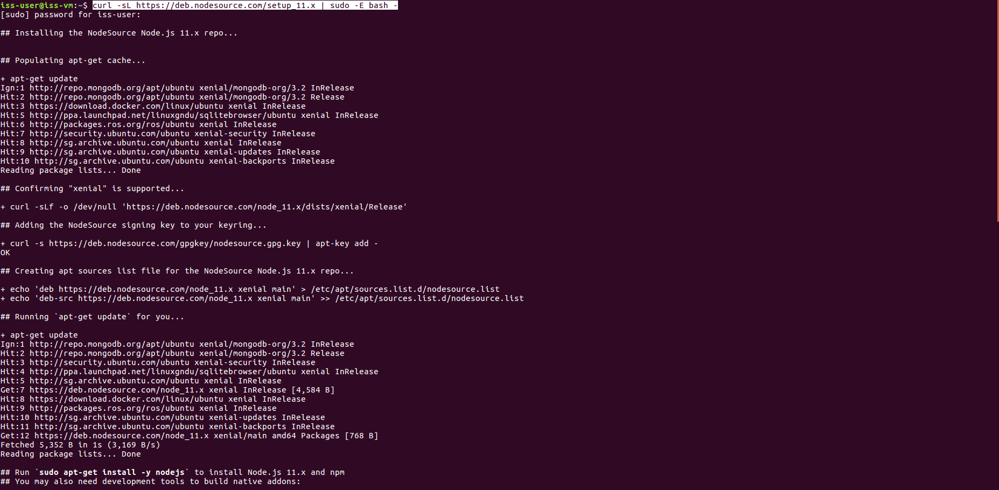 iss-user@iss-vm:~$ curl -sL https://deb.nodesource.com/setup_11.x | sudo -E bash -
[sudo] password for iss-user:
## Installing the NodeSource Node.js 11.x repo...
## Populating apt-get cache...
+ apt-get update
Ign:1 http://repo.mongodb.org/apt/ubuntu xenial/mongodb-org/3.2 InRelease
Hit:2 http://repo.mongodb.org/apt/ubuntu xenial/mongodb-org/3.2 Release
Hit:3 https://download.docker.com/linux/ubuntu xenial InRelease
Hit:5 http://ppa.launchpad.net/linuxgndu/sqlitebrowser/ubuntu xenial InRelease
Hit:6 http://packages.ros.org/ros/ubuntu xenial InRelease
Hit:7 http://security.ubuntu.com/ubuntu xenial-security InRelease
Hit:8 http://sg.archive.ubuntu.com/ubuntu xenial InRelease
Hit:9 http://sg.archive.ubuntu.com/ubuntu xenial-updates InRelease
Hit:10 http://sg.archive.ubuntu.com/ubuntu xenial-backports InRelease
Reading package lists... Done
## Confirming "xenial" is supported...
+ curl -sLf -o /dev/null 'https://deb.nodesource.com/node_11.x/dists/xenial/Release'
## Adding the NodeSource signing key to your keyring...
+ curl -s https://deb.nodesource.com/gpgkey/nodesource.gpg.key | apt-key add -
OK
## Creating apt sources list file for the NodeSource Node.js 11.x repo...
+ echo 'deb https://deb.nodesource.com/node_11.x xenial main' > /etc/apt/sources.list.d/nodesource.list
+ echo 'deb-src https://deb.nodesource.com/node_11.x xenial main' >> /etc/apt/sources.list.d/nodesource.list
## Running `apt-get update` for you...
+ apt-get update
Ign:1 http://repo.mongodb.org/apt/ubuntu xenial/mongodb-org/3.2 InRelease
Hit:2 http://repo.mongodb.org/apt/ubuntu xenial/mongodb-org/3.2 Release
Hit:3 http://security.ubuntu.com/ubuntu xenial-security InRelease
Hit:4 http://ppa.launchpad.net/linuxgndu/sqlitebrowser/ubuntu xenial InRelease
Hit:5 http://sg.archive.ubuntu.com/ubuntu xenial InRelease
Get:7 https://deb.nodesource.com/node_11.x xenial InRelease [4,584 B]
Hit:8 https://download.docker.com/linux/ubuntu xenial InRelease
Hit:9 http://packages.ros.org/ros/ubuntu xenial InRelease
Hit:10 http://sg.archive.ubuntu.com/ubuntu xenial-updates InRelease
Hit:11 http://sg.archive.ubuntu.com/ubuntu xenial-backports InRelease
Get:12 https://deb.nodesource.com/node_11.x xenial/main amd64 Packages [768 B]
Fetched 5,352 B in 1s (3,169 B/s)
Reading package lists... Done
## Run `sudo apt-get install -y nodejs` to install Node.js 11.x and npm
## You may also need development tools to build native addons: